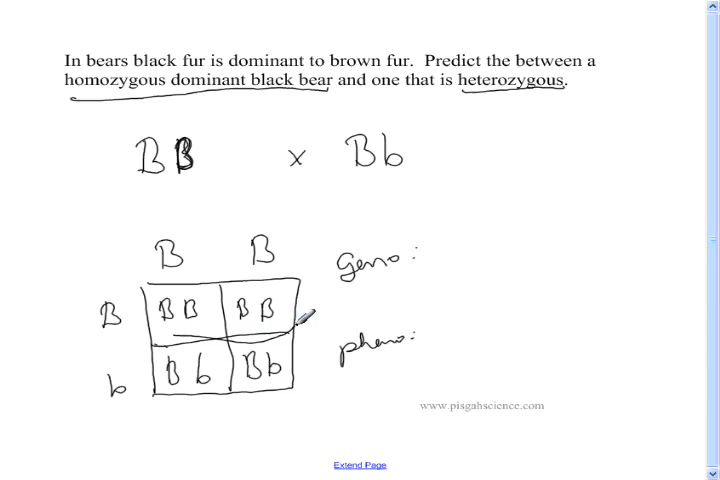 In bears black fur is dominant to brown fur. Predict the between a
homozygous dominant black bear and one that is heterozygous.
BB x Bb
B B
geno:
B BB BB
pheno:
b Bb Bb
www.pisgahscience.com
Extend Page